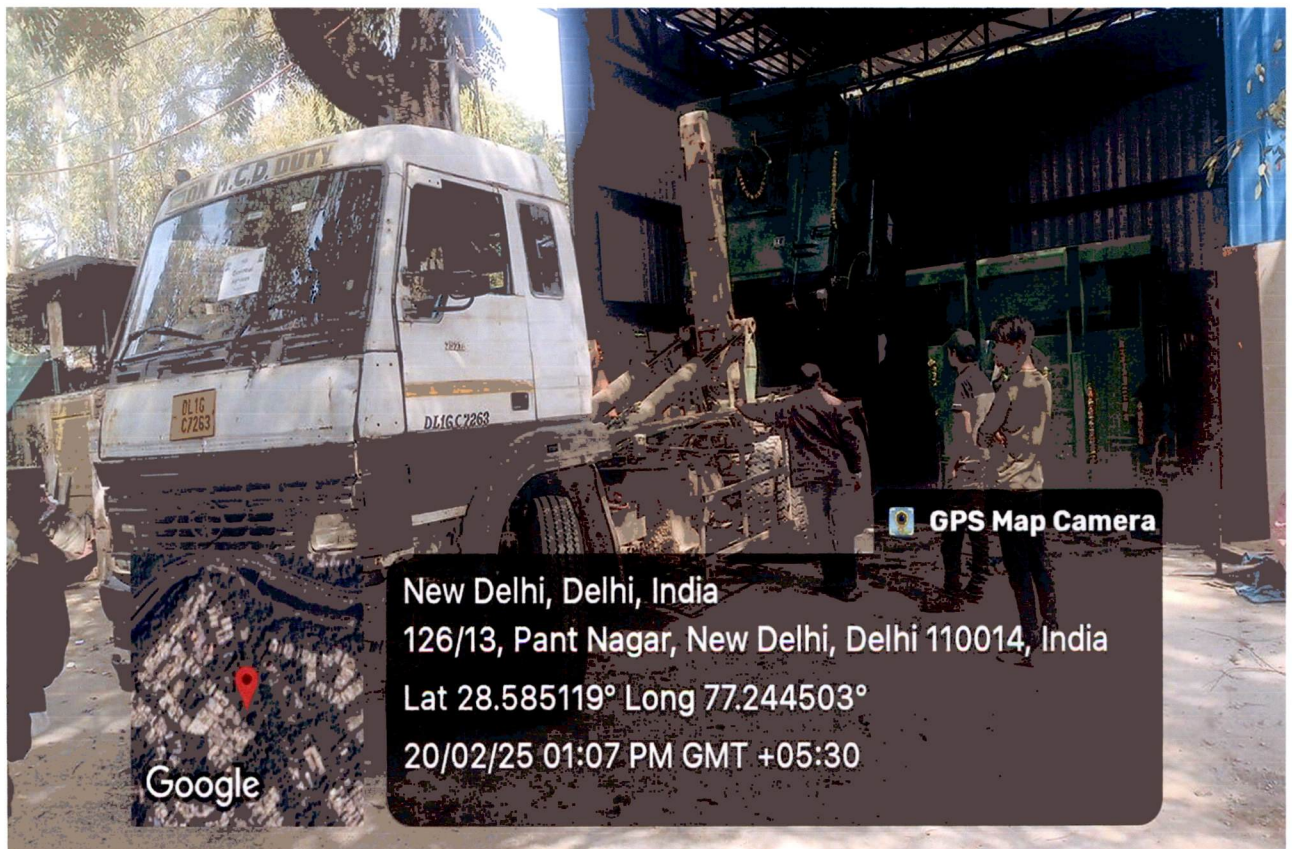 ON M.C.D. DUTY
DL1G
C7263
DL1GC7263
GPS Map Camera
New Delhi, Delhi, India
126/13, Pant Nagar, New Delhi, Delhi 110014, India
Lat 28.585119° Long 77.244503°
20/02/25 01:07 PM GMT +05:30
Google